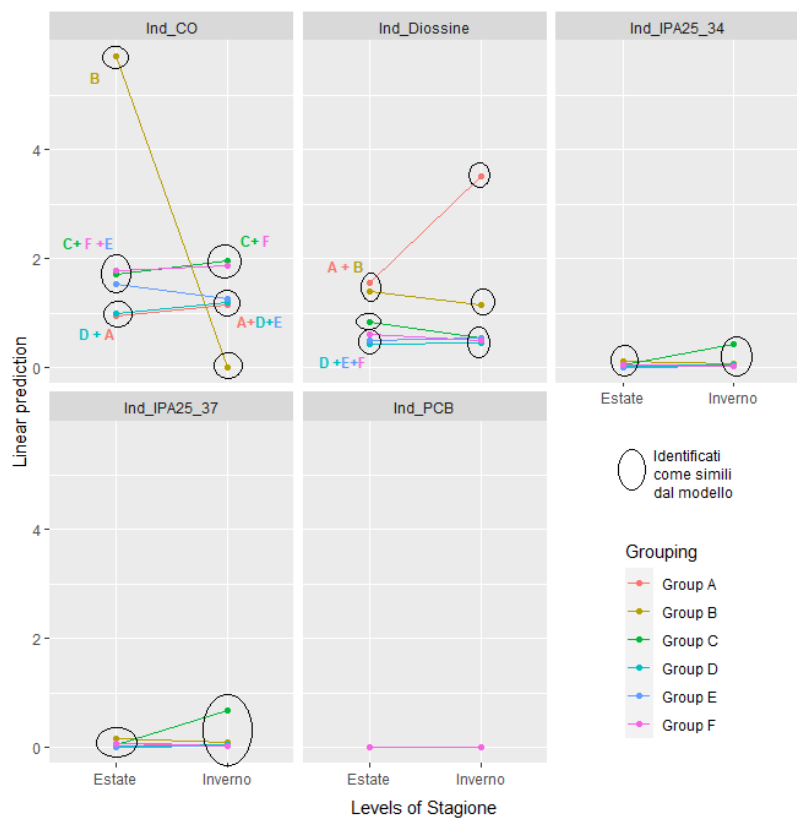 Ind_CO
Ind_Diossine
Ind_IPA25_34
B
C+ F +E
C+ F
D + A
A+D+E
A + B
D +E+F
4
2
0
Estate
Inverno
Linear prediction
Ind_IPA25_37
Ind_PCB
Identificati
come simili
dal modello
Grouping
Group A
Group B
Group C
Group D
Group E
Group F
4
2
0
Estate
Inverno
Estate
Inverno
Levels of Stagione